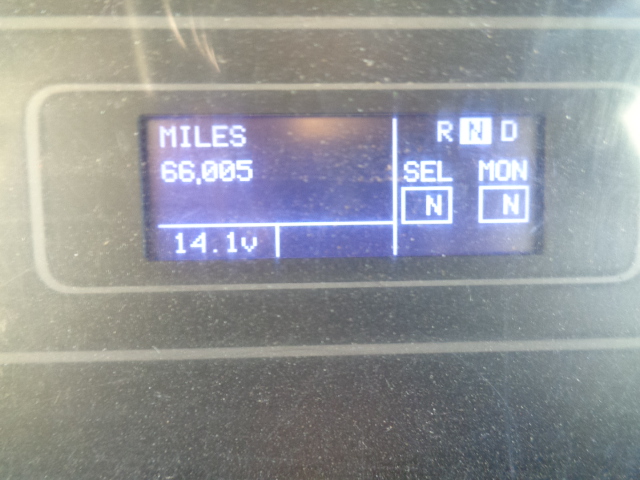 MILES
66,005
14.1v
R N D
SEL MON
N N